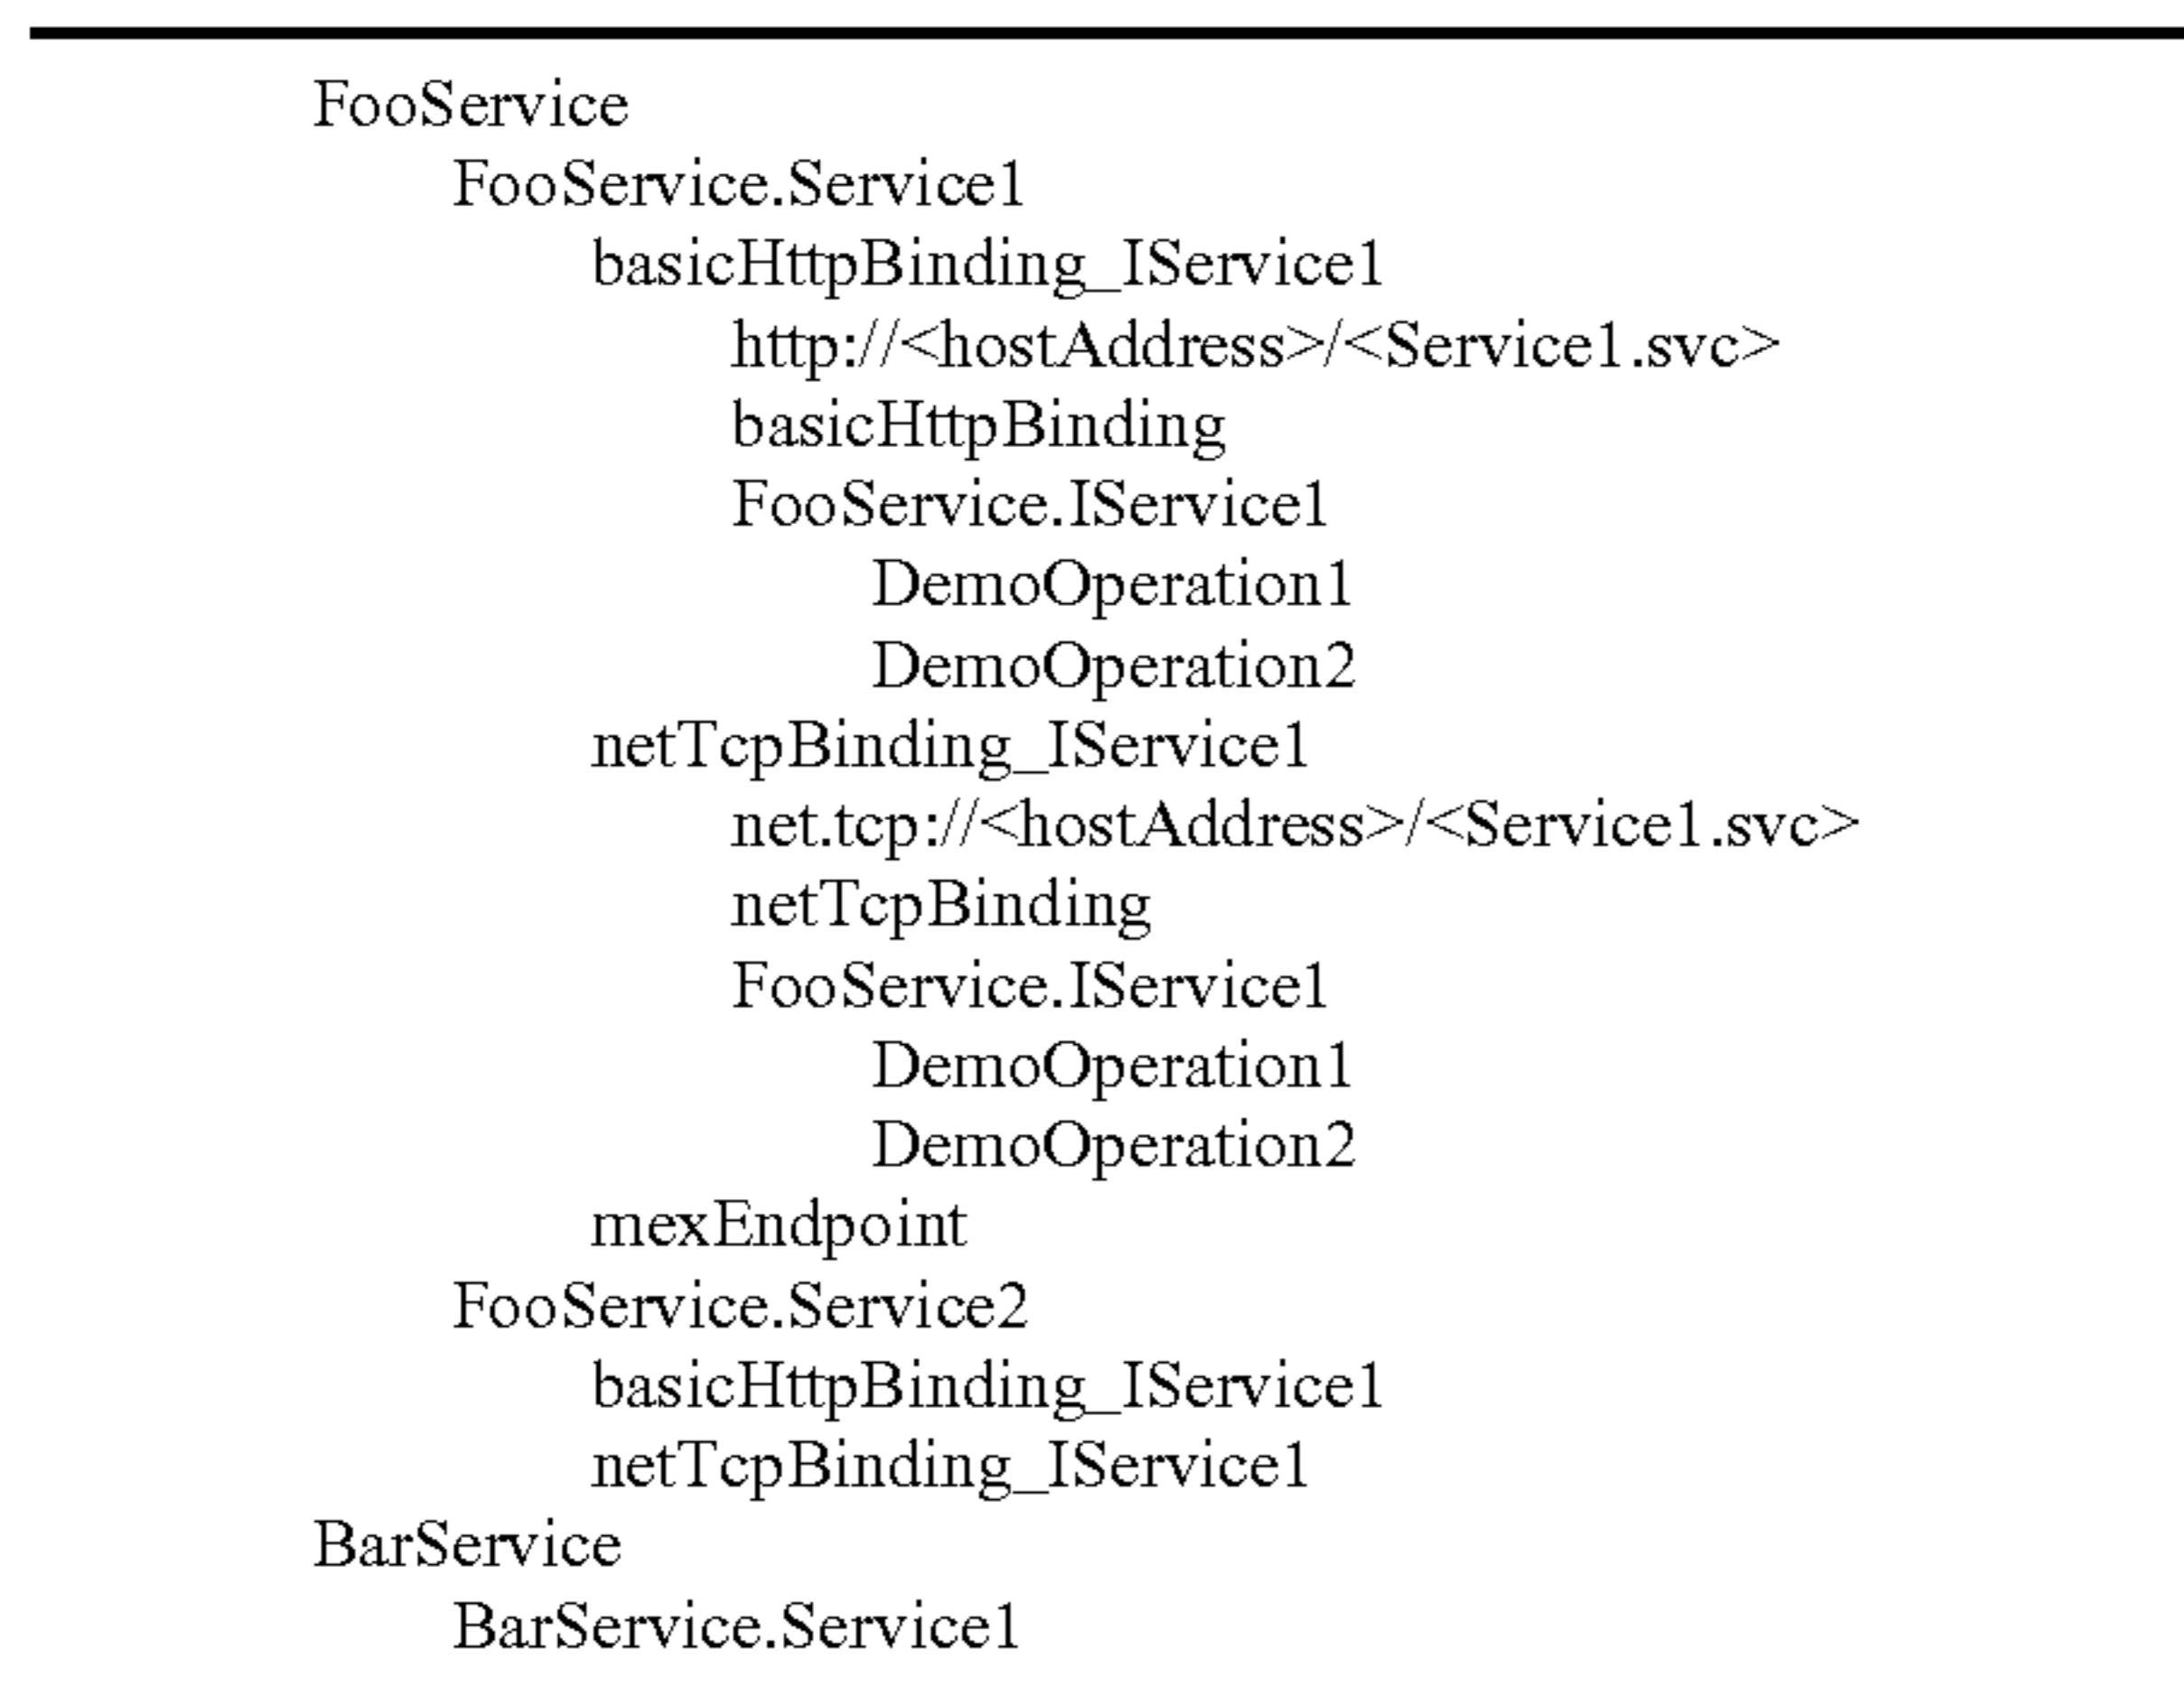 FooService
FooService.Service1
basicHttpBinding_IService1
http://<hostAddress>/<Service1.svc>
basicHttpBinding
FooService.IService1
DemoOperation1
DemoOperation2
netTcpBinding_IService1
net.tcp://<hostAddress>/<Service1.svc>
netTcpBinding
FooService.IService1
DemoOperation1
DemoOperation2
mexEndpoint
FooService.Service2
basicHttpBinding_IService1
netTcpBinding_IService1
BarService
BarService.Service1